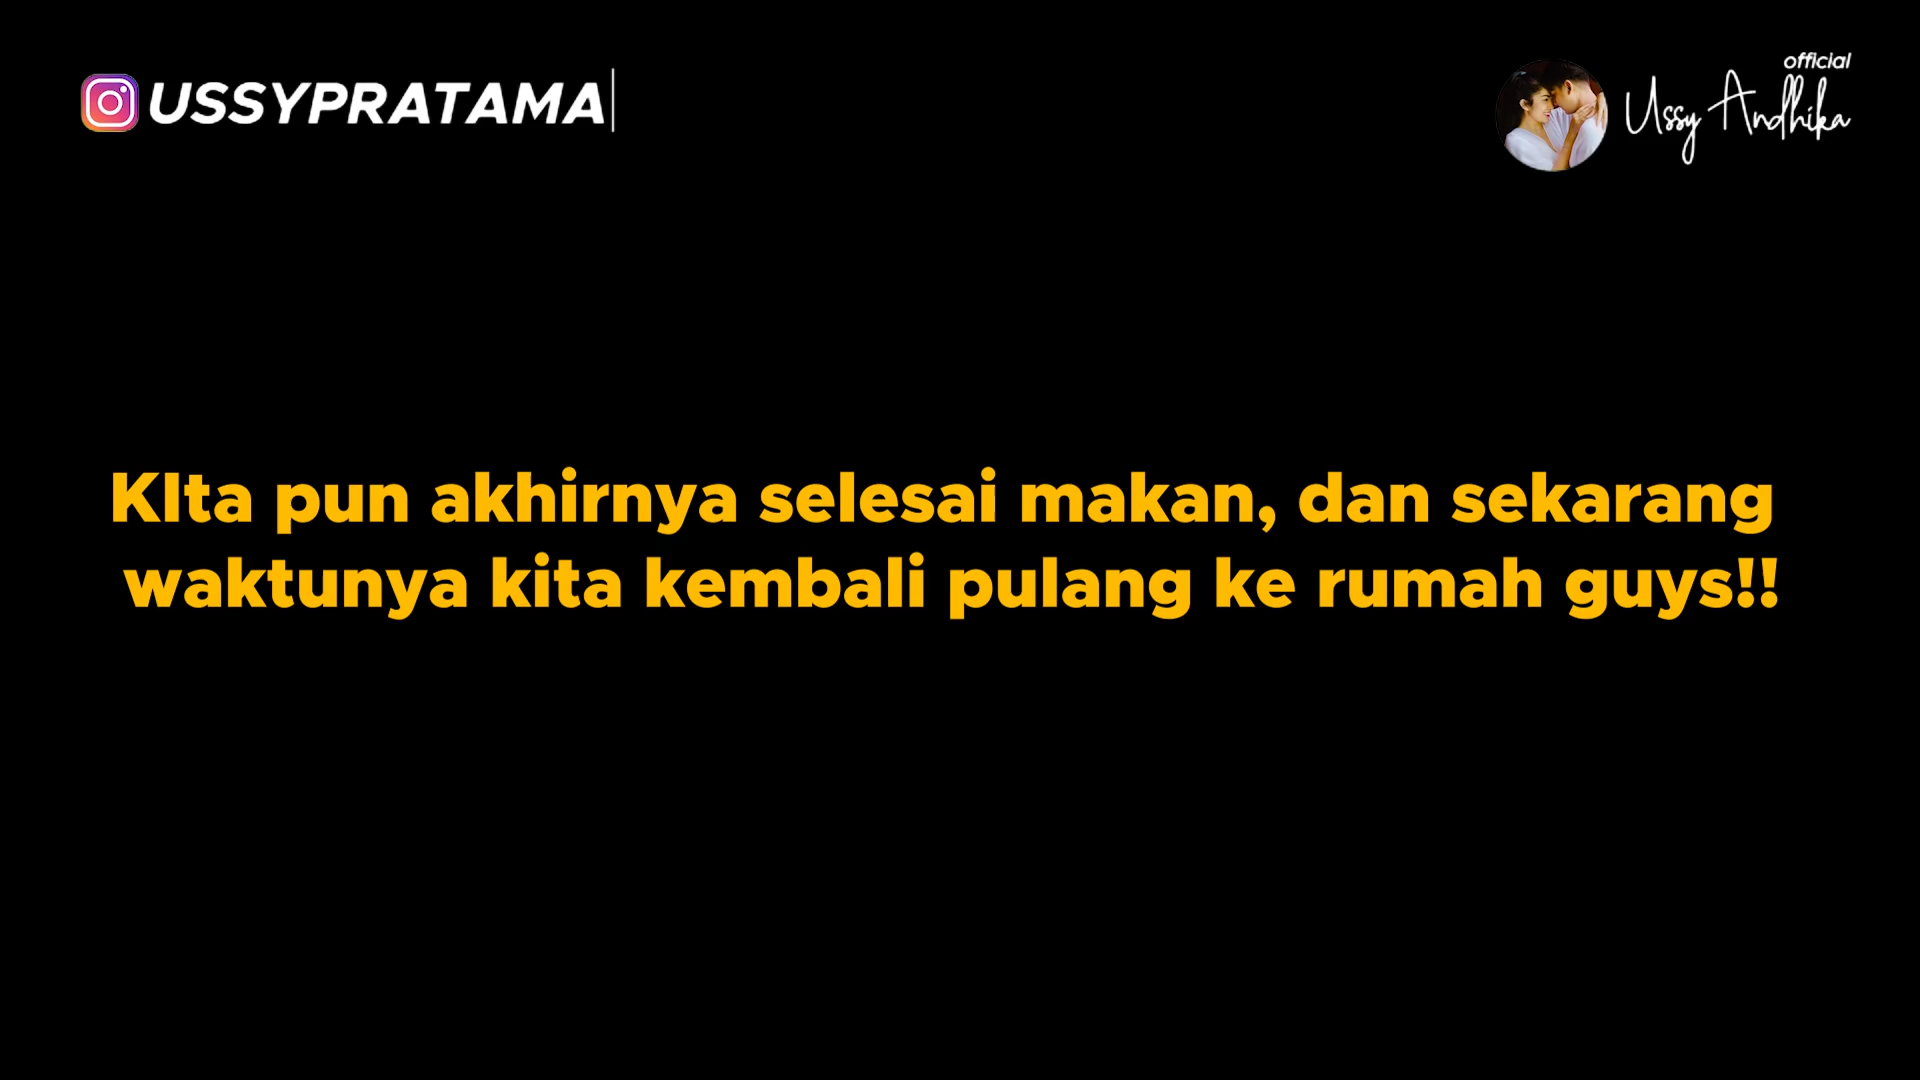 USSYPRATAMA
official
Ussy Andhika
KIta pun akhirnya selesai makan, dan sekarang
waktunya kita kembali pulang ke rumah guys!!